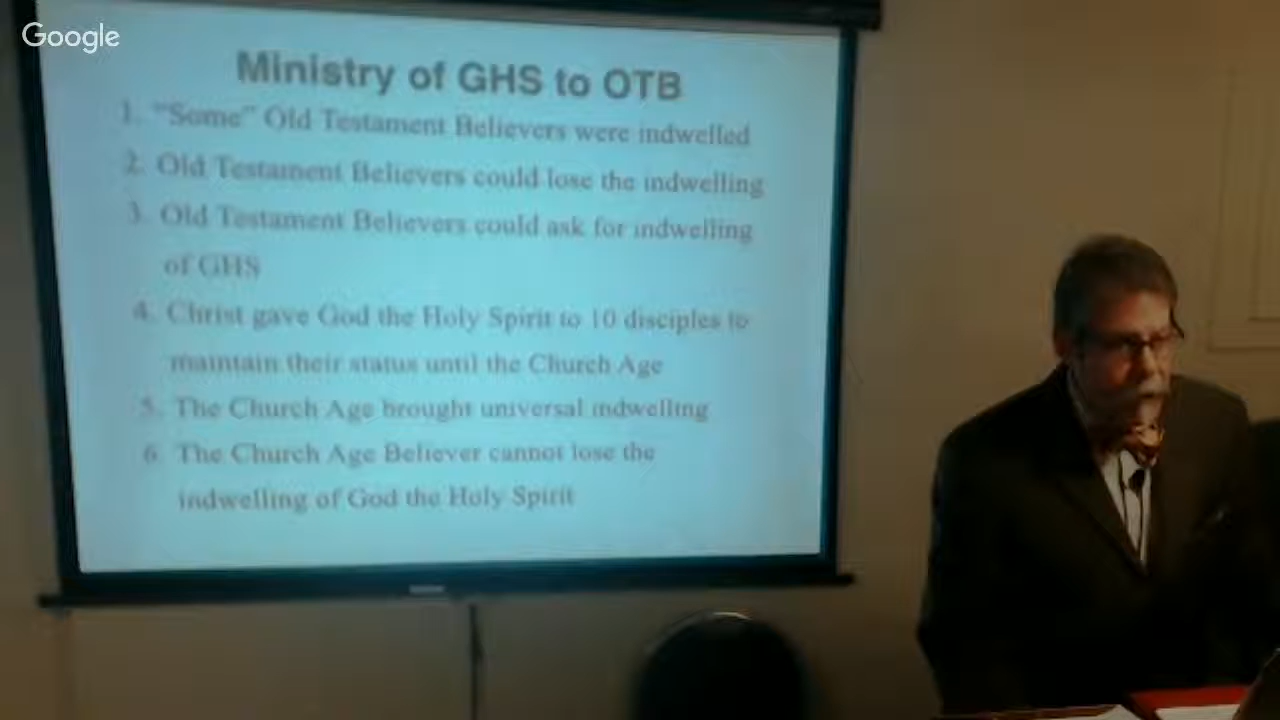 Google
Ministry of GHS to OTB
1. "Some" Old Testament Believers were indwelled
2. Old Testament Believers could lose the indwelling
3. Old Testament Believers could ask for indwelling
of GHS
4. Christ gave God the Holy Spirit to 10 disciples to
maintain their status until the Church Age
5. The Church Age brought universal indwelling
6. The Church Age Believer cannot lose the
indwelling of God the Holy Spirit